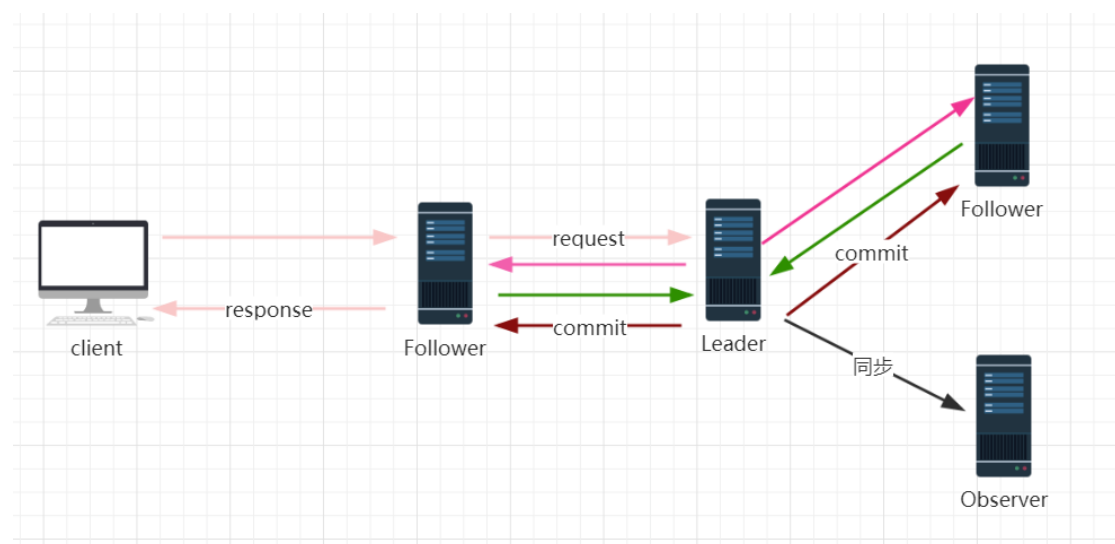 Follower
request
commit
response
commit
client
Follower
Leader
同步
Observer